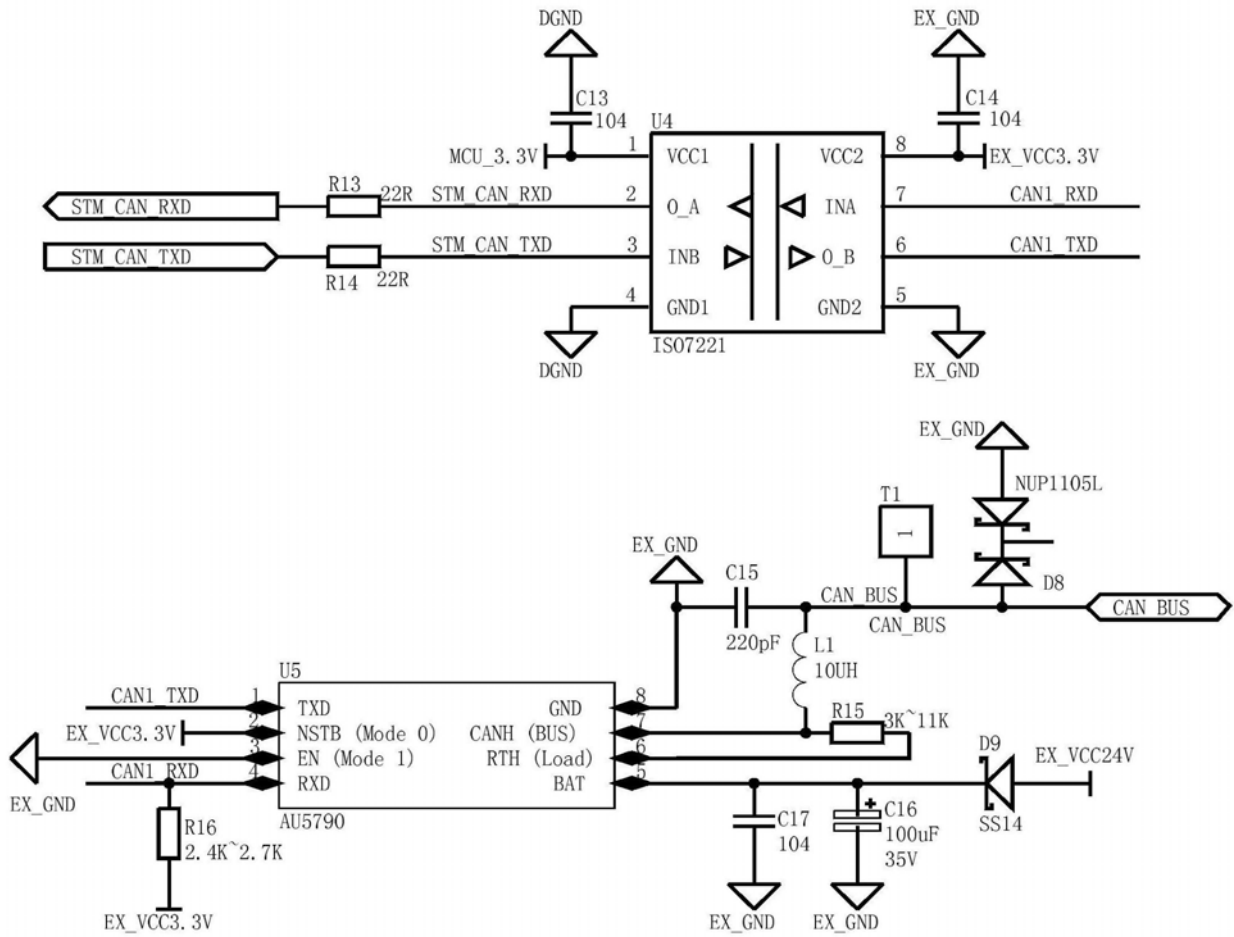 DGND
EX_GND
C13
104
C14
104
U4
MCU_3.3V
1
VCC1
VCC2
8
EX_VCC3.3V
STM_CAN_RXD
R13
22R
STM_CAN_RXD
2
O_A
INA
7
CAN1_RXD
STM_CAN_TXD
R14
22R
STM_CAN_TXD
3
INB
O_B
6
CAN1_TXD
4
GND1
GND2
5
ISO7221
DGND
EX_GND
EX_GND
NUP1105L
T1
1
EX_GND
C15
220pF
CAN_BUS
CAN_BUS
D8
CAN BUS
L1
10UH
U5
CAN1_TXD
1
TXD
GND
8
EX_VCC3.3V
2
NSTB (Mode 0)
CANH (BUS)
7
R15
3K~11K
3
EN (Mode 1)
RTH (Load)
6
EX_GND
CAN1_RXD
4
RXD
BAT
5
D9
SS14
EX_VCC24V
AU5790
R16
2.4K~2.7K
EX_VCC3.3V
C17
104
+
C16
100uF
35V
EX_GND
EX_GND